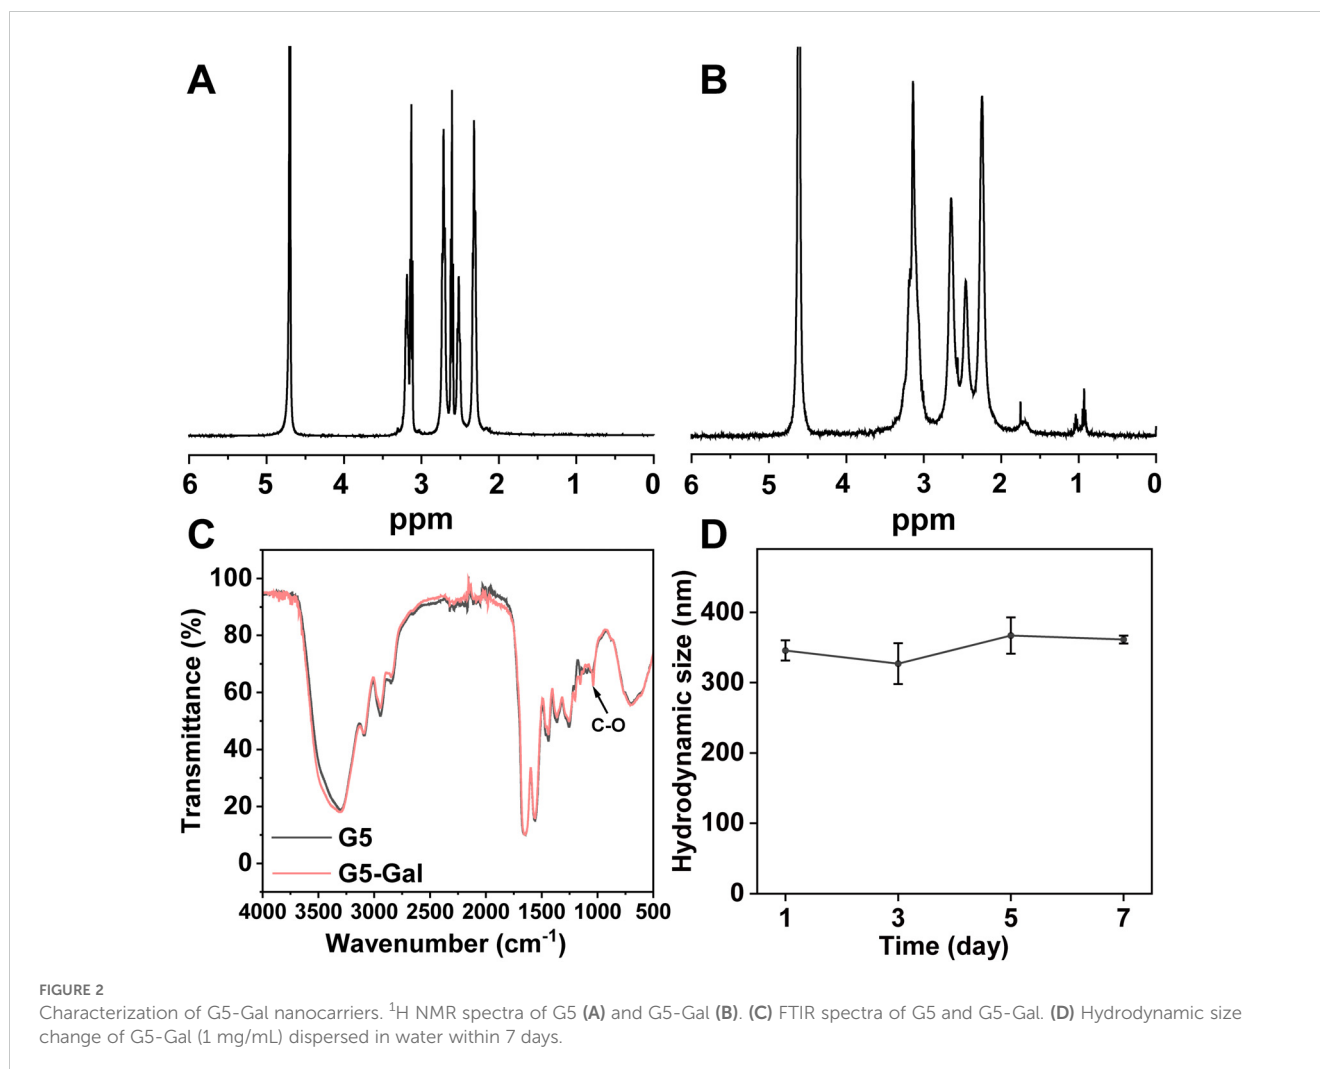 A
B
6 5 4 3 2 1 0
ppm
6 5 4 3 2 1 0
ppm
C
Transmittance (%)
100
80
60
40
20
0
C-O
G5
G5-Gal
4000 3500 3000 2500 2000 1500 1000 500
Wavenumber (cm⁻¹)
D
Hydrodynamic size (nm)
400
300
200
100
0
1 3 5 7
Time (day)
FIGURE 2
Characterization of G5-Gal nanocarriers. ¹H NMR spectra of G5 (A) and G5-Gal (B). (C) FTIR spectra of G5 and G5-Gal. (D) Hydrodynamic size
change of G5-Gal (1 mg/mL) dispersed in water within 7 days.